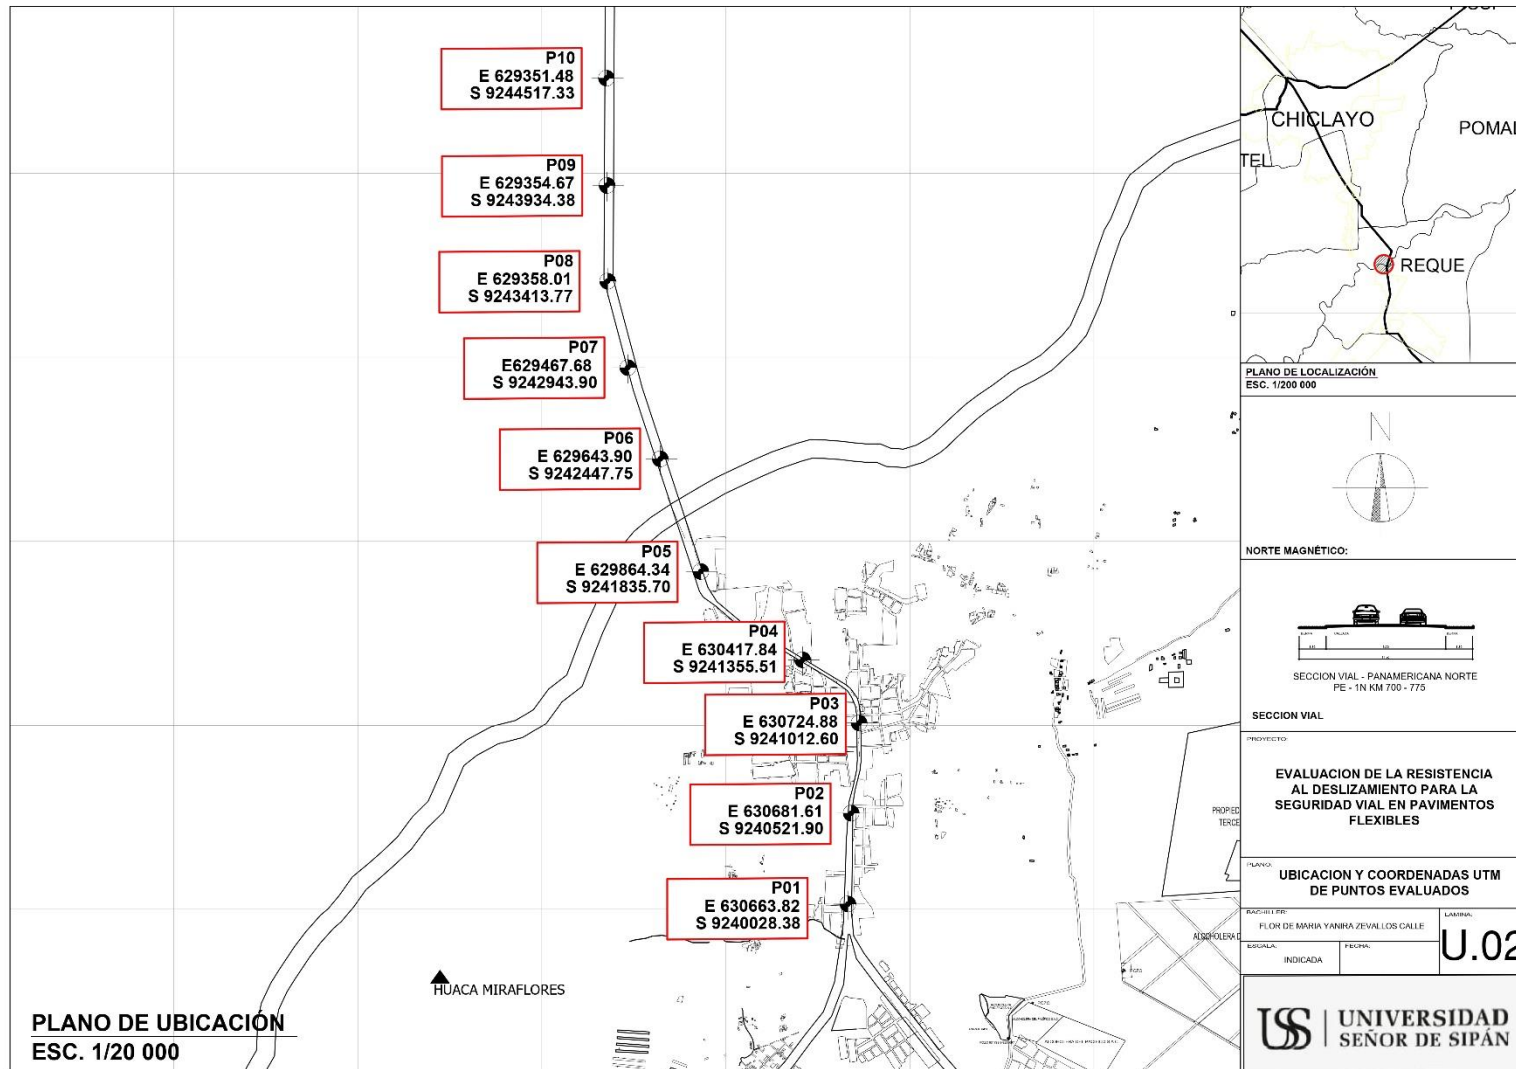 P10
E 629351.48
S 9244517.33
P09
E 629354.67
S 9243934.38
P08
E 629358.01
S 9243413.77
P07
E629467.68
S 9242943.90
P06
E 629643.90
S 9242447.75
P05
E 629864.34
S 9241835.70
P04
E 630417.84
S 9241355.51
P03
E 630724.88
S 9241012.60
P02
E 630681.61
S 9240521.90
P01
E 630663.82
S 9240028.38
HUACA MIRAFLORES
PLANO DE UBICACIÓN
ESC. 1/20 000
PROPIED
TERCE
ALCOHOLERA D
CHICLAYO
POMAL
TEL
REQUE
PLANO DE LOCALIZACIÓN
ESC. 1/200 000
N
NORTE MAGNÉTICO:
SECCION VIAL - PANAMERICANA NORTE
PE - 1N KM 700 - 775
SECCION VIAL
PROYECTO:
EVALUACION DE LA RESISTENCIA
AL DESLIZAMIENTO PARA LA
SEGURIDAD VIAL EN PAVIMENTOS
FLEXIBLES
PLANO:
UBICACION Y COORDENADAS UTM
DE PUNTOS EVALUADOS
BACHILLER:
FLOR DE MARIA YANIRA ZEVALLOS CALLE
LAMINA:
U.02
ESCALA:
INDICADA
FECHA:
USS
UNIVERSIDAD
SEÑOR DE SIPÁN